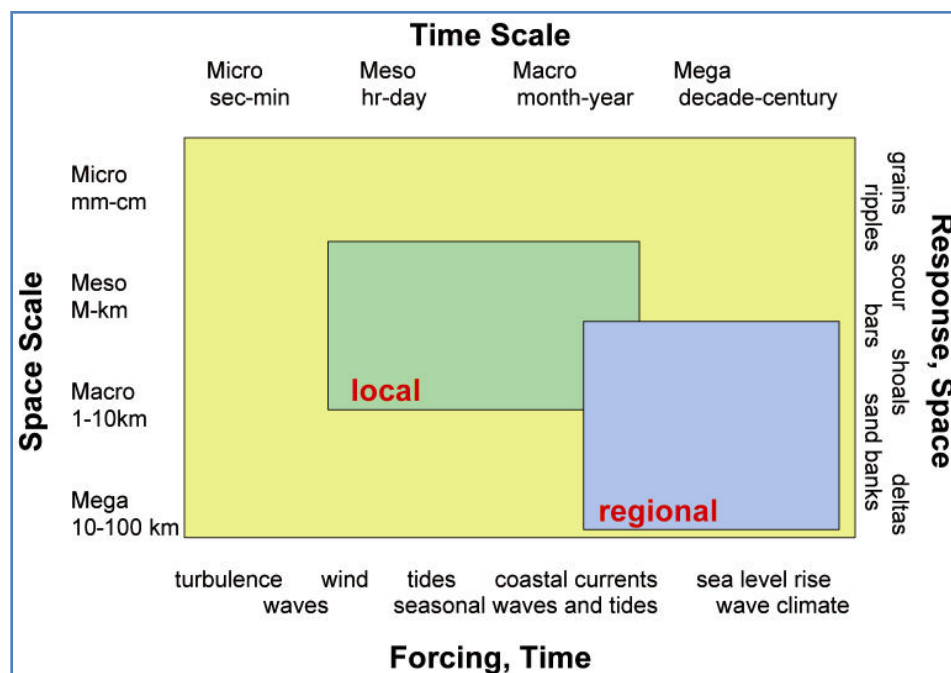 Time Scale
Micro
sec-min
Meso
hr-day
Macro
month-year
Mega
decade-century
Space Scale
Micro
mm-cm
Meso
M-km
Macro
1-10km
Mega
10-100 km
local
regional
grains
ripples
scour
bars
shoals
sand banks
deltas
Response, Space
turbulence
waves
wind
tides
seasonal waves and tides
coastal currents
sea level rise
wave climate
Forcing, Time